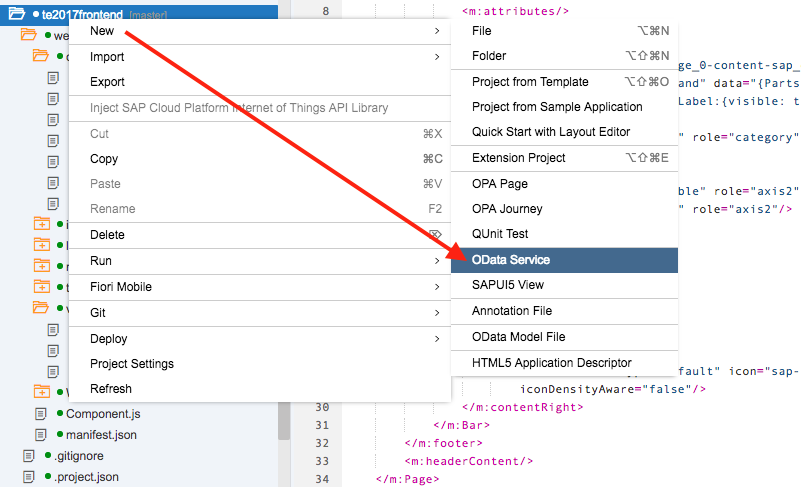 te2017frontend [master]
we
Component.js
manifest.json
.gitignore
.project.json
New
Import
Export
Inject SAP Cloud Platform Internet of Things API Library
Cut ⌘X
Copy ⌘C
Paste ⌘V
Rename F2
Delete ⌦
Run
Fiori Mobile
Git
Deploy
Project Settings
Refresh
File ⌥⌘N
Folder ⌥⇧⌘N
Project from Template ⌥⇧⌘O
Project from Sample Application
Quick Start with Layout Editor
Extension Project ⌥⇧⌘E
OPA Page
OPA Journey
QUnit Test
OData Service
SAPUI5 View
Annotation File
OData Model File
HTML5 Application Descriptor
8 <m:attributes/>
ge_0-content-sap_
and" data="{Parts
Label:{visible: t
" role="category"
ble" role="axis2"
" role="axis2"/>
fault" icon="sap-
iconDensityAware="false"/>
30 </m:contentRight>
31 </m:Bar>
32 </m:footer>
33 <m:headerContent/>
34 </m:Page>